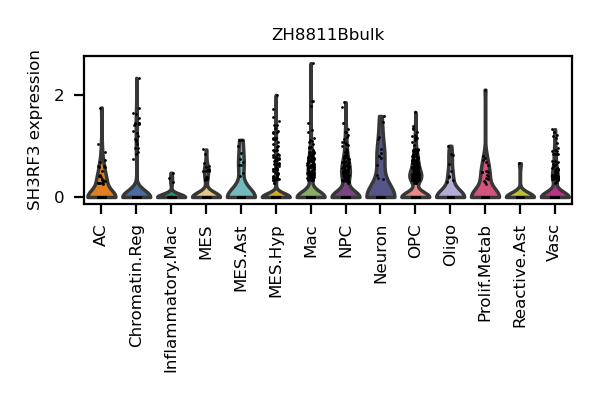 ZH8811Bbulk
SH3RF3 expression
2
0
AC
Chromatin.Reg
Inflammatory.Mac
MES
MES.Ast
MES.Hyp
Mac
NPC
Neuron
OPC
Oligo
Prolif.Metab
Reactive.Ast
Vasc